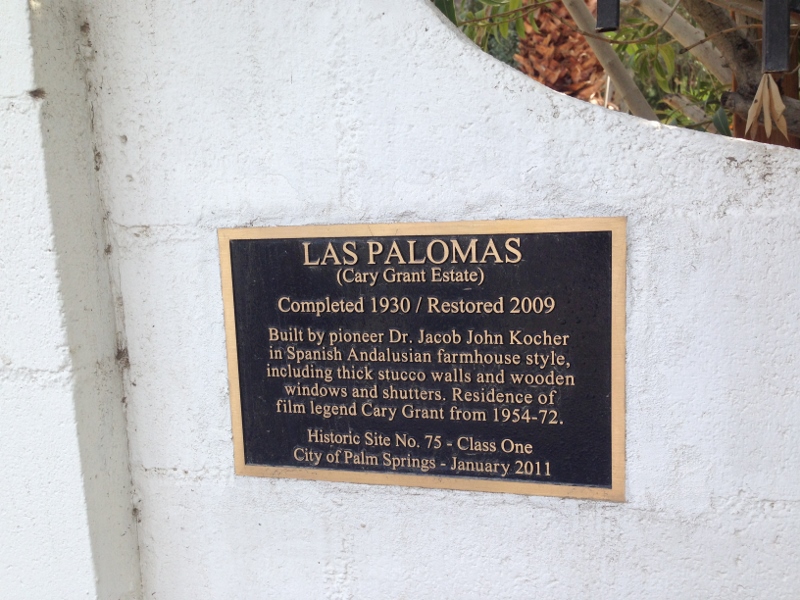 LAS PALOMAS
(Cary Grant Estate)
Completed 1930 / Restored 2009
Built by pioneer Dr. Jacob John Kocher
in Spanish Andalusian farmhouse style,
including thick stucco walls and wooden
windows and shutters. Residence of
film legend Cary Grant from 1954-72.
Historic Site No. 75 - Class One
City of Palm Springs - January 2011